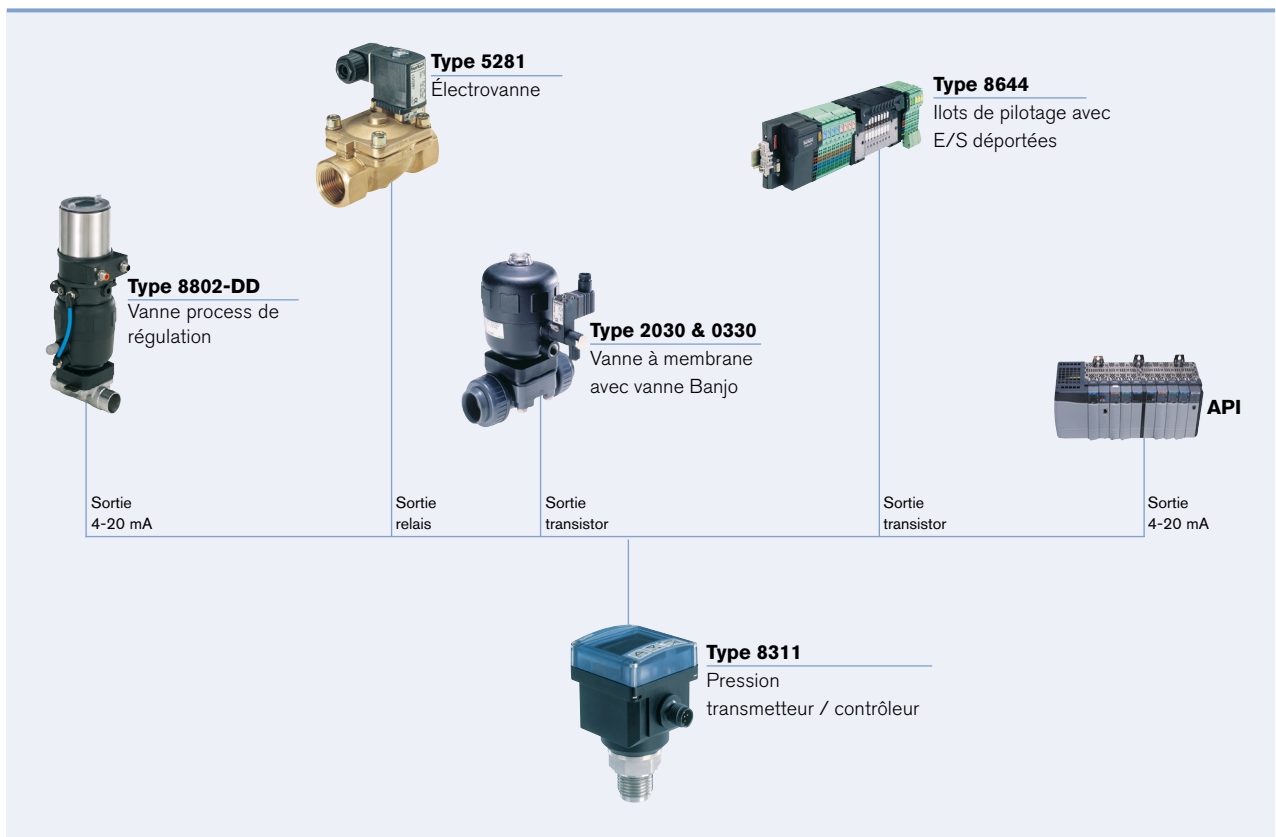 Type 5281
Électrovanne
Type 8644
Ilots de pilotage avec
E/S déportées
Type 8802-DD
Vanne process de
régulation
Type 2030 & 0330
Vanne à membrane
avec vanne Banjo
API
Sortie
4-20 mA
Sortie
relais
Sortie
transistor
Sortie
transistor
Sortie
4-20 mA
Type 8311
Pression
transmetteur / contrôleur